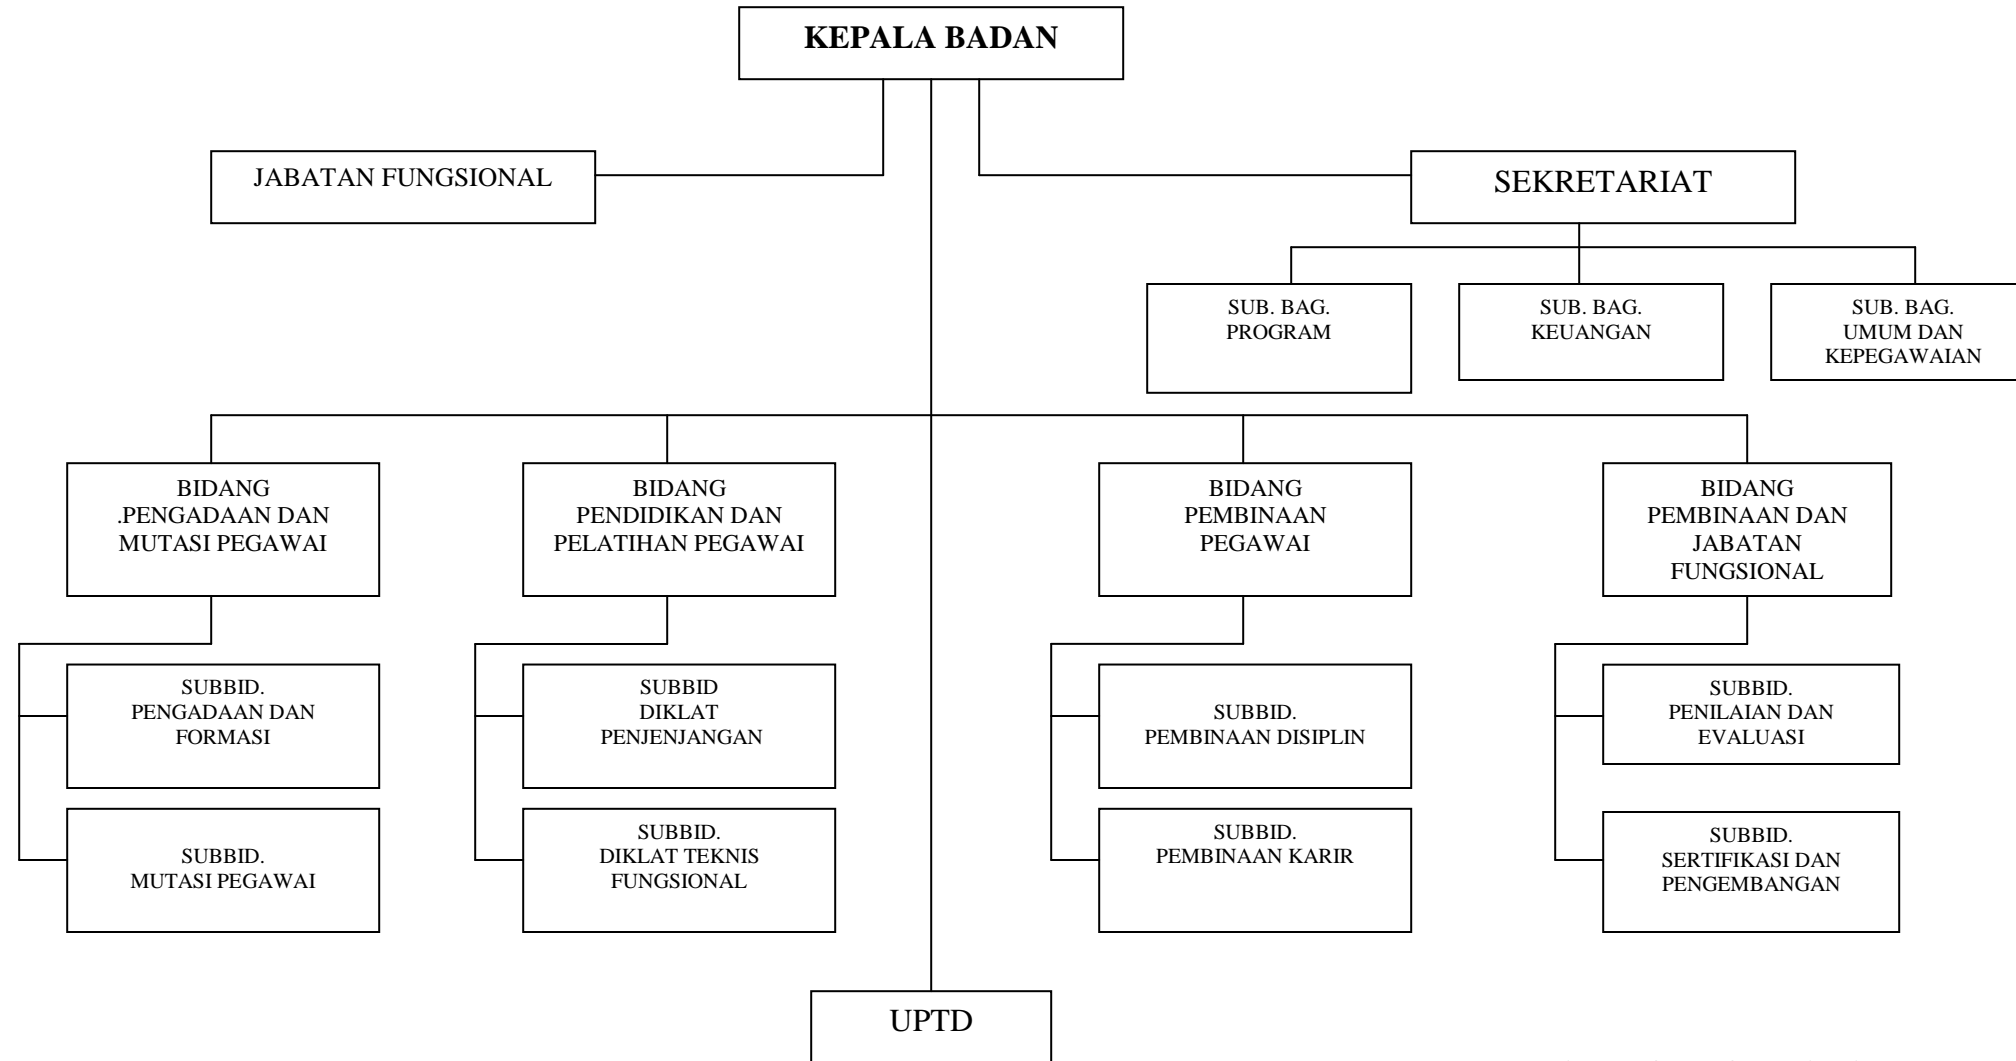 KEPALA BADAN
JABATAN FUNGSIONAL
SEKRETARIAT
SUB. BAG.
PROGRAM
SUB. BAG.
KEUANGAN
SUB. BAG.
UMUM DAN
KEPEGAWAIAN
BIDANG
.PENGADAAN DAN
MUTASI PEGAWAI
BIDANG
PENDIDIKAN DAN
PELATIHAN PEGAWAI
BIDANG
PEMBINAAN
PEGAWAI
BIDANG
PEMBINAAN DAN
JABATAN
FUNGSIONAL
SUBBID.
PENGADAAN DAN
FORMASI
SUBBID
DIKLAT
PENJENJANGAN
SUBBID.
PEMBINAAN DISIPLIN
SUBBID.
PENILAIAN DAN
EVALUASI
SUBBID.
MUTASI PEGAWAI
SUBBID.
DIKLAT TEKNIS
FUNGSIONAL
SUBBID.
PEMBINAAN KARIR
SUBBID.
SERTIFIKASI DAN
PENGEMBANGAN
UPTD